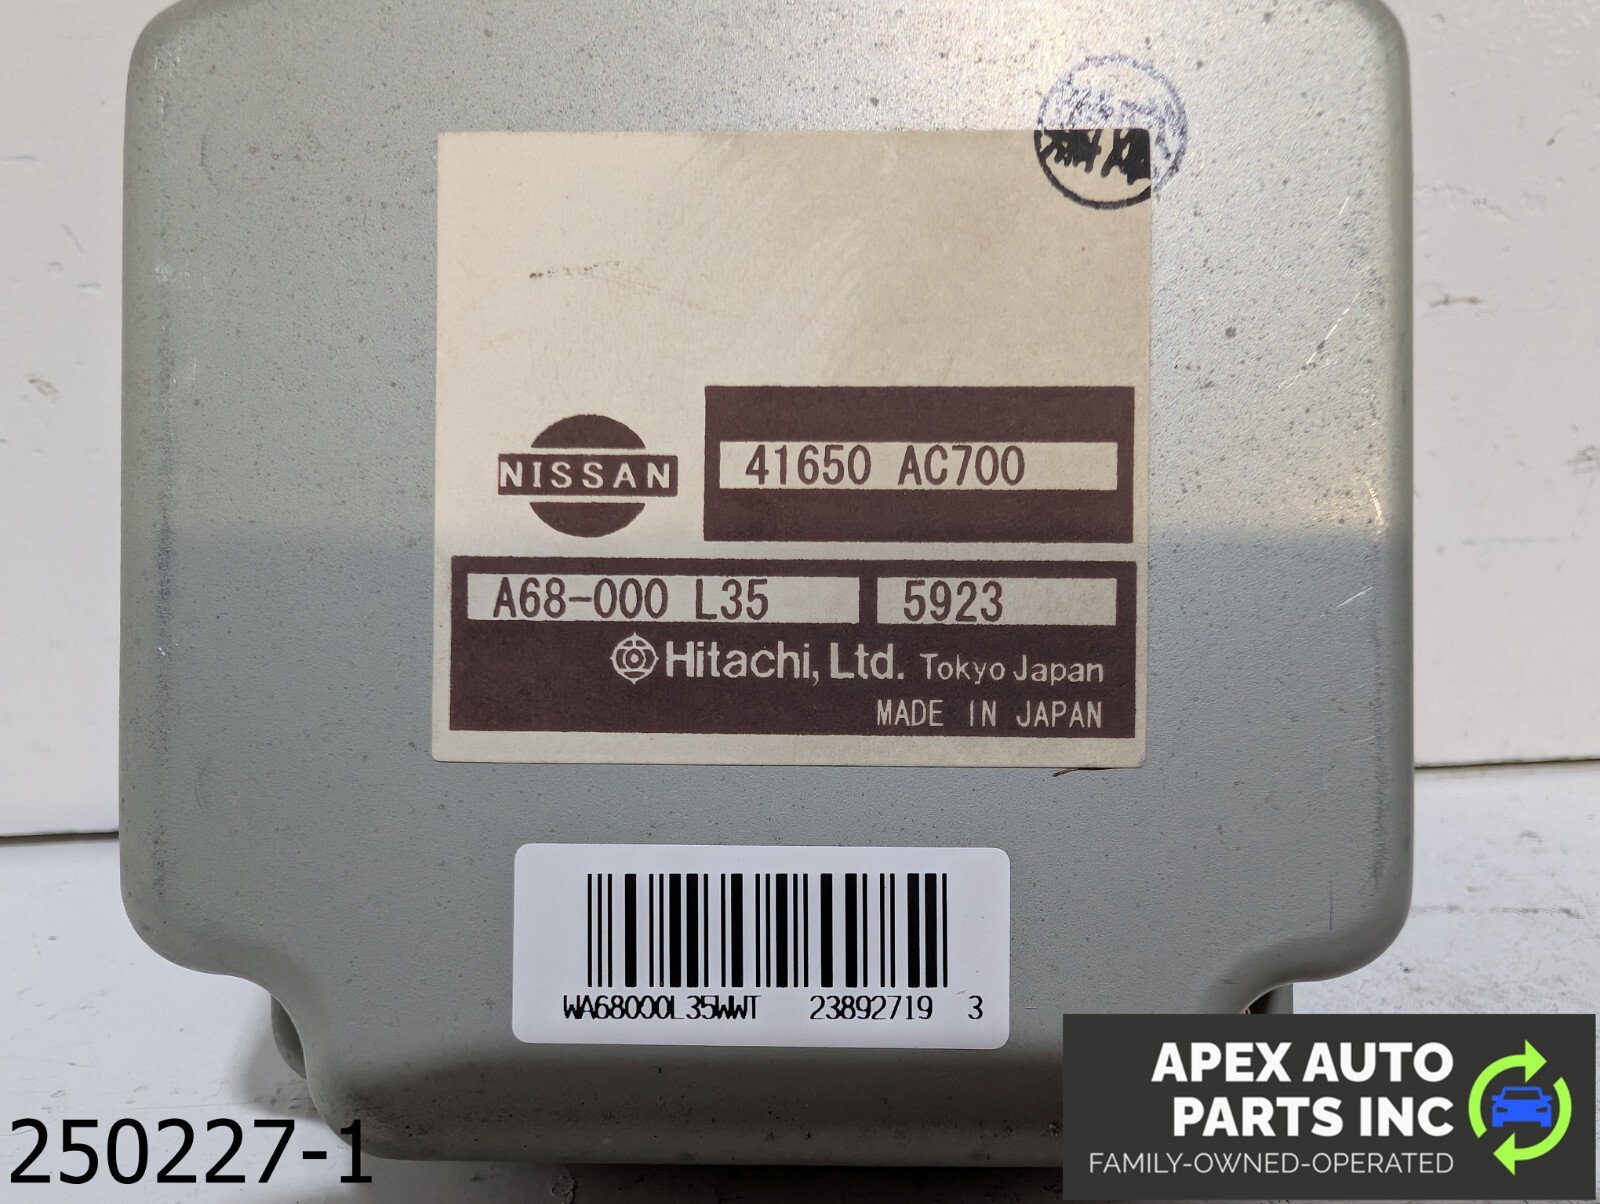 NISSAN
41650 AC700
A68-000 L35
5923
Hitachi, Ltd. Tokyo Japan
MADE IN JAPAN
WA68000L35WWT 23892719 3
250227-1
APEX AUTO
PARTS INC
FAMILY-OWNED-OPERATED